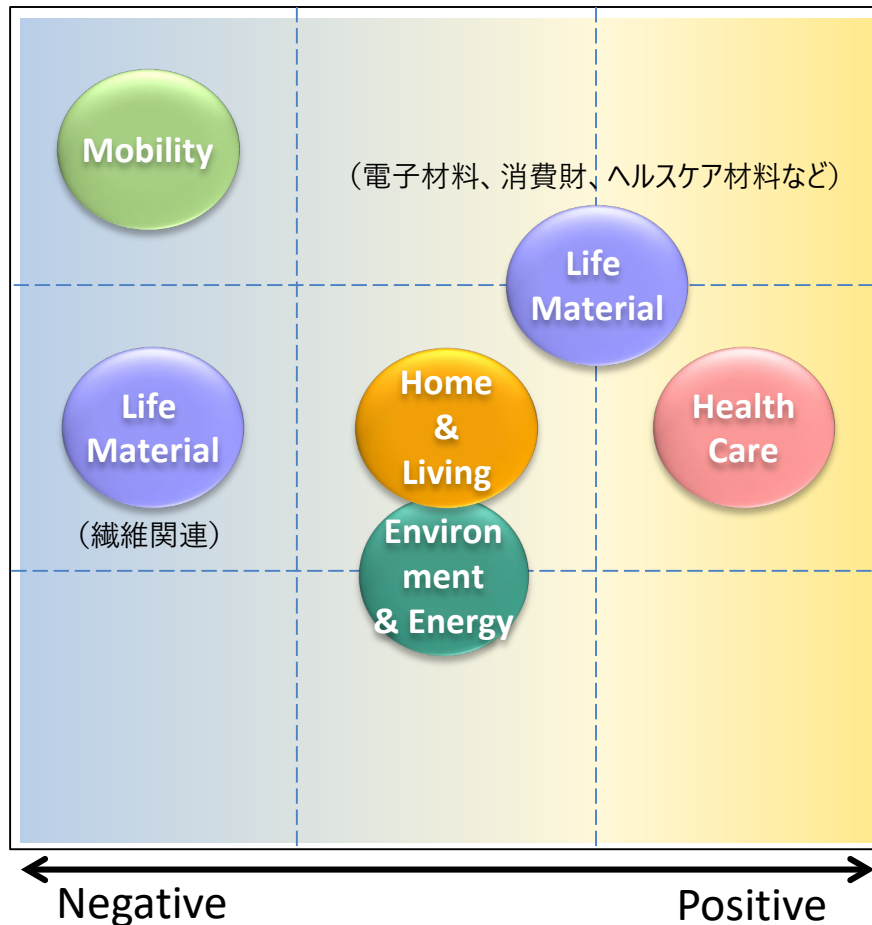 Mobility
（電子材料、消費財、ヘルスケア材料など）
Life
Material
Life
Material
（繊維関連）
Home
&
Living
Health
Care
Environ
ment
& Energy
Negative
Positive